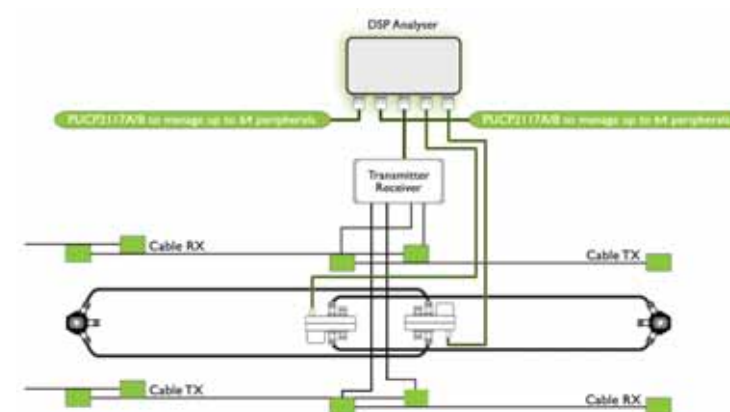 DSP Analyser
PUCP2117A/B to manage up to 64 peripherals
PUCP2117A/B to manage up to 64 peripherals
Transmitter
Receiver
Cable RX
Cable TX
Cable TX
Cable RX